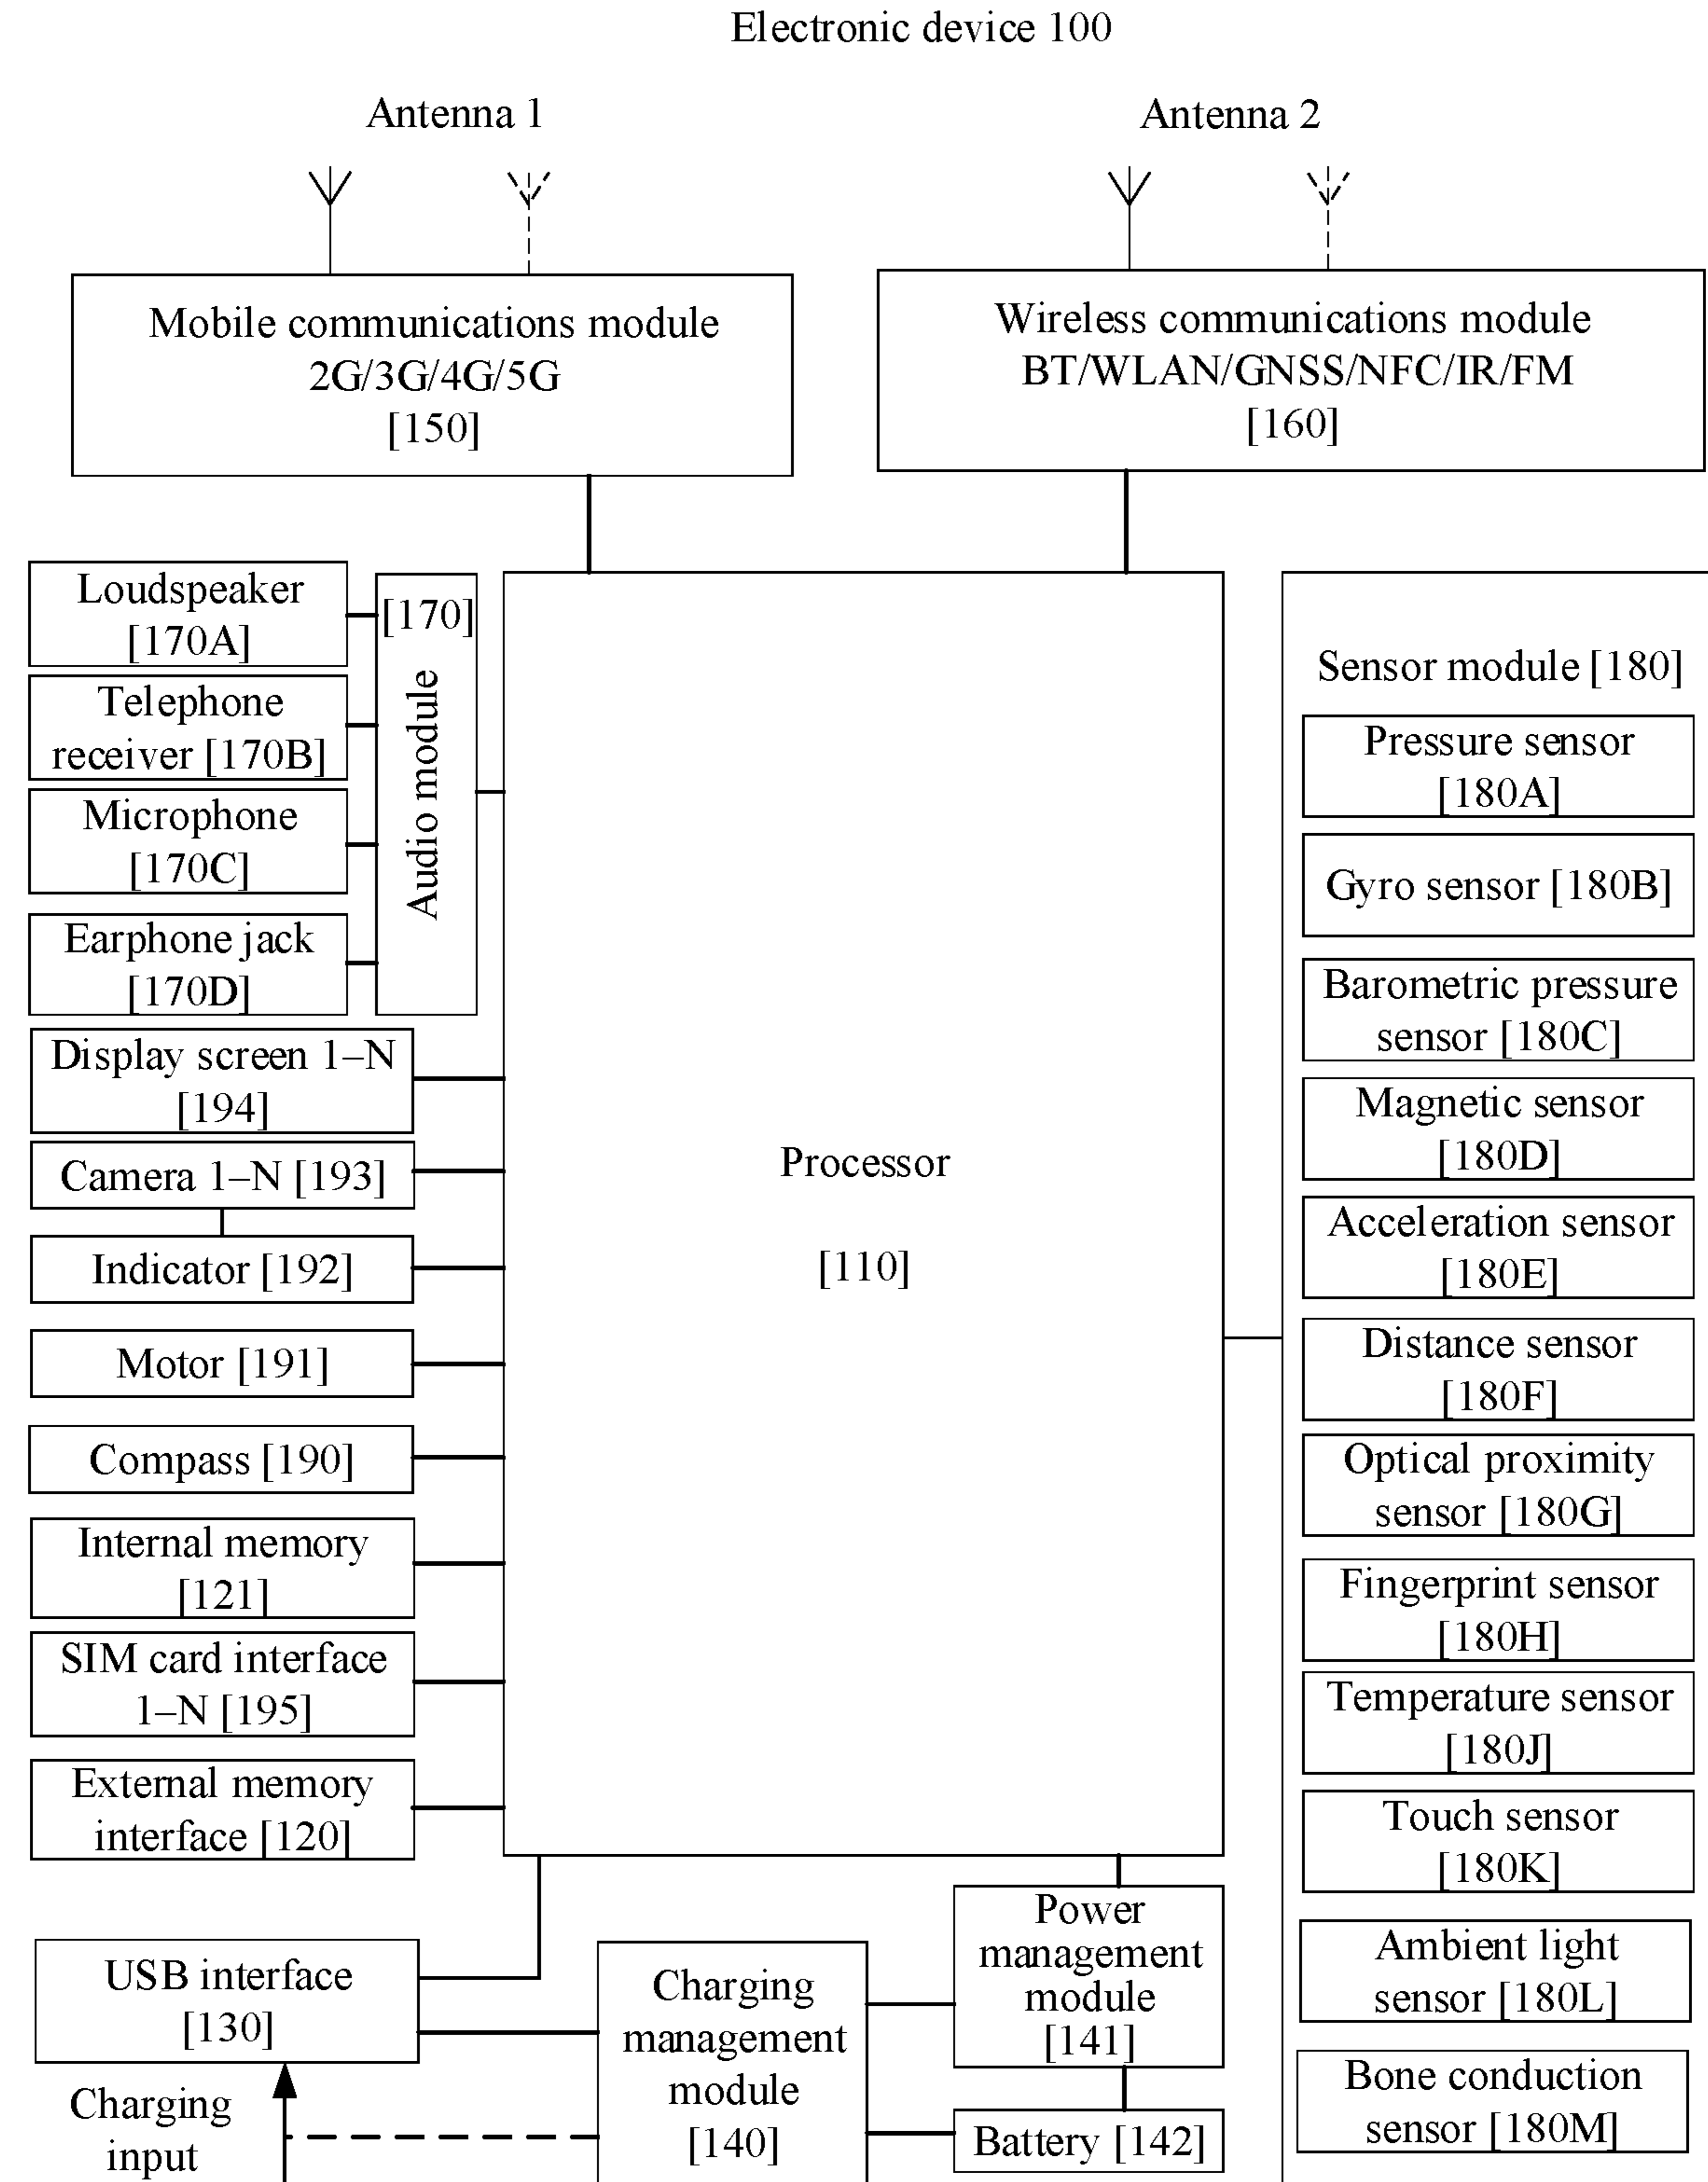 Electronic device 100
Antenna 1
Antenna 2
Mobile communications module
2G/3G/4G/5G
[150]
Wireless communications module
BT/WLAN/GNSS/NFC/IR/FM
[160]
Loudspeaker
[170A]
Telephone
receiver [170B]
Microphone
[170C]
Earphone jack
[170D]
[170]
Audio module
Display screen 1–N
[194]
Camera 1–N [193]
Indicator [192]
Motor [191]
Compass [190]
Internal memory
[121]
SIM card interface
1–N [195]
External memory
interface [120]
Processor
[110]
Sensor module [180]
Pressure sensor
[180A]
Gyro sensor [180B]
Barometric pressure
sensor [180C]
Magnetic sensor
[180D]
Acceleration sensor
[180E]
Distance sensor
[180F]
Optical proximity
sensor [180G]
Fingerprint sensor
[180H]
Temperature sensor
[180J]
Touch sensor
[180K]
Ambient light
sensor [180L]
Bone conduction
sensor [180M]
USB interface
[130]
Charging
input
Charging
management
module
[140]
Power
management
module
[141]
Battery [142]